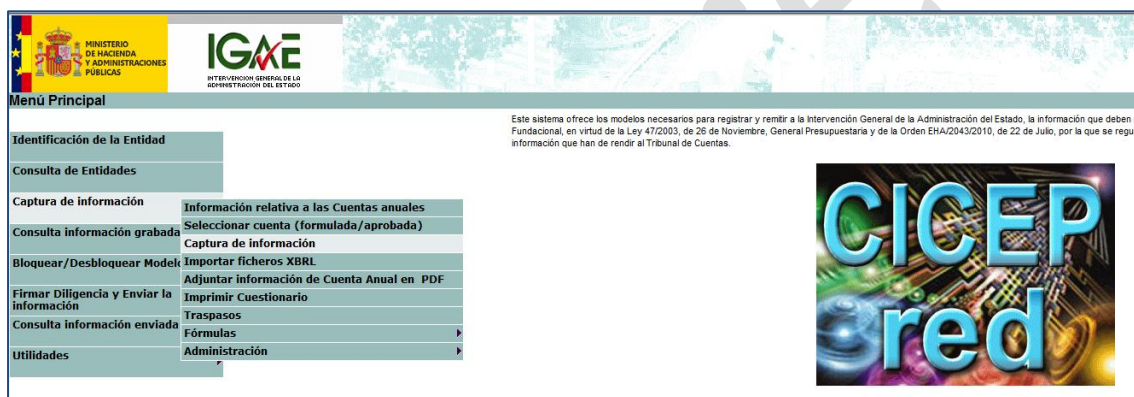 MINISTERIO
DE HACIENDA
Y ADMINISTRACIONES
PÚBLICAS
IGAE
INTERVENCION GENERAL DE LA
ADMINISTRACION DEL ESTADO
Menú Principal
Este sistema ofrece los modelos necesarios para registrar y remitir a la Intervención General de la Administración del Estado, la información que deben
Fundacional, en virtud de la Ley 47/2003, de 26 de Noviembre, General Presupuestaria y de la Orden EHA/2043/2010, de 22 de Julio, por la que se regu
información que han de rendir al Tribunal de Cuentas.
Identificación de la Entidad
Consulta de Entidades
Captura de información
Consulta información grabada
Bloquear/Desbloquear Modelo
Firmar Diligencia y Enviar la
información
Consulta información enviada
Utilidades
Información relativa a las Cuentas anuales
Seleccionar cuenta (formulada/aprobada)
Captura de información
Importar ficheros XBRL
Adjuntar información de Cuenta Anual en PDF
Imprimir Cuestionario
Traspasos
Fórmulas
Administración
CICEP
red